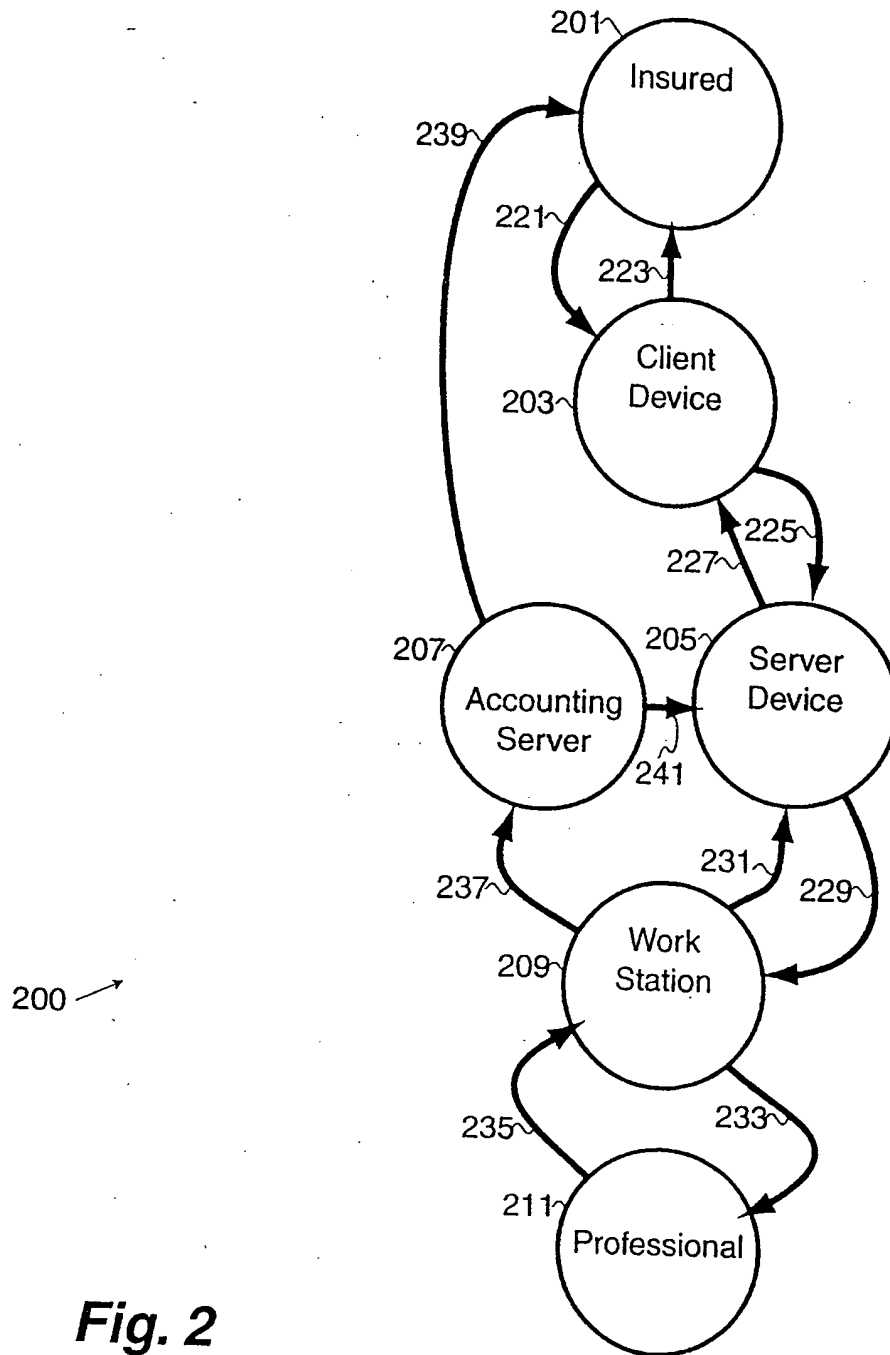 201
Insured
239
221
223
Client
Device
203
225
227
207
205
Server
Device
Accounting
Server
241
237
231
229
209
Work
Station
200
235
233
211
Professional
Fig. 2